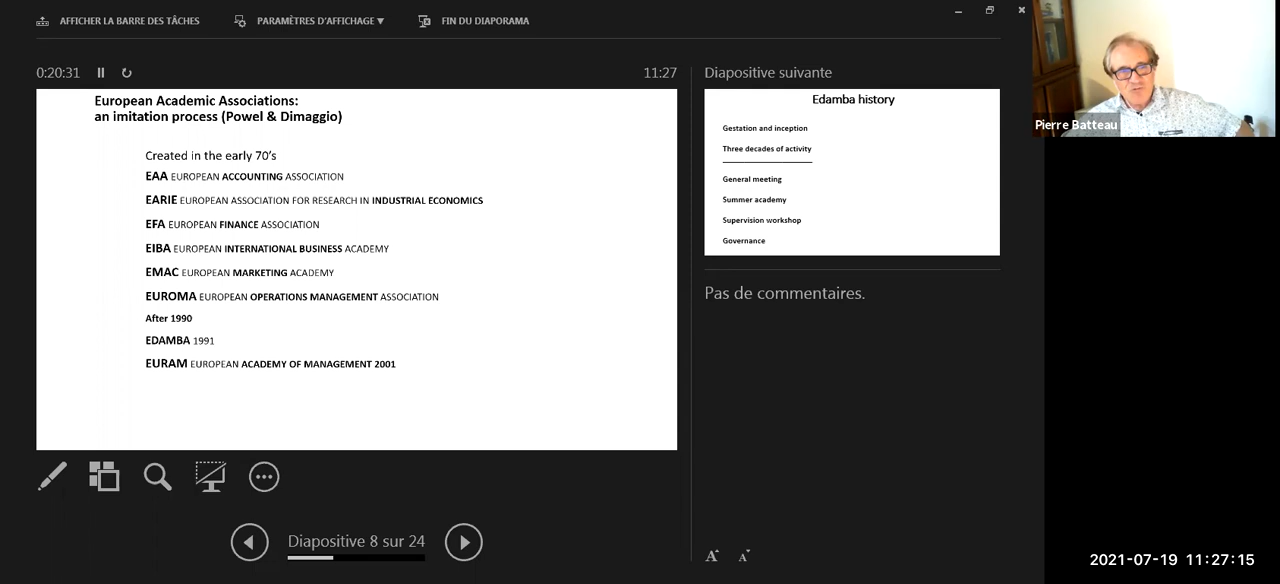 AFFICHER LA BARRE DES TÂCHES
PARAMÈTRES D'AFFICHAGE ▼
FIN DU DIAPORAMA
0:20:31
11:27
European Academic Associations:
an imitation process (Powel & Dimaggio)
Created in the early 70's
EAA EUROPEAN ACCOUNTING ASSOCIATION
EARIE EUROPEAN ASSOCIATION FOR RESEARCH IN INDUSTRIAL ECONOMICS
EFA EUROPEAN FINANCE ASSOCIATION
EIBA EUROPEAN INTERNATIONAL BUSINESS ACADEMY
EMAC EUROPEAN MARKETING ACADEMY
EUROMA EUROPEAN OPERATIONS MANAGEMENT ASSOCIATION
After 1990
EDAMBA 1991
EURAM EUROPEAN ACADEMY OF MANAGEMENT 2001
Diapositive 8 sur 24
Diapositive suivante
Edamba history
Gestation and inception
Three decades of activity
General meeting
Summer academy
Supervision workshop
Governance
Pas de commentaires.
A A
Pierre Batteau
2021-07-19 11:27:15